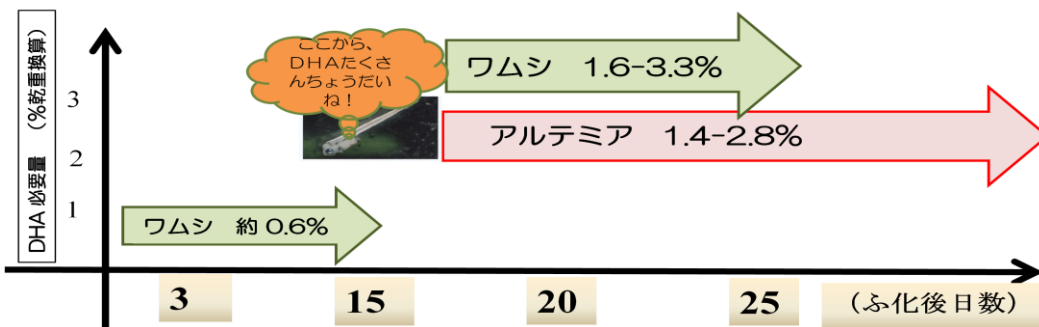 DHA 必要量 （%乾重換算）
3
2
1
ここから、
ＤＨＡたくさ
んちょうだい
ね！
ワムシ 1.6-3.3%
アルテミア 1.4-2.8%
ワムシ 約 0.6%
3
15
20
25
（ふ化後日数）